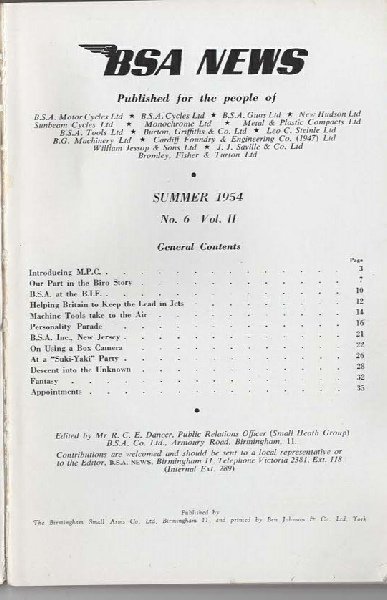 BSA NEWS
Published for the people of
B.S.A. Motor Cycles Ltd ★ B.S.A. Cycles Ltd ★ B.S.A. Guns Ltd ★ New Hudson Ltd
Sunbeam Cycles Ltd ★ Monochrome Ltd ★ Metal & Plastic Compacts Ltd
B.S.A. Tools Ltd ★ Burton, Griffiths & Co. Ltd ★ Leo C. Steinle Ltd
B.G. Machinery Ltd ★ Cardiff Foundry & Engineering Co. (1947) Ltd
William Jessop & Sons Ltd ★ J. J. Saville & Co. Ltd
Bromley, Fisher & Turton Ltd
SUMMER 1954
No. 6 Vol. II
General Contents
Page
Introducing M.P.C. 3
Our Part in the Biro Story 7
B.S.A. at the B.I.F. 10
Helping Britain to Keep the Lead in Jets 12
Machine Tools take to the Air 14
Personality Parade 16
B.S.A. Inc., New Jersey 21
On Using a Box Camera 22
At a "Suki-Yaki" Party 26
Descent into the Unknown 28
Fantasy 32
Appointments 35
Edited by Mr R. C. E. Dancer, Public Relations Officer (Small Heath Group)
B.S.A. Co. Ltd., Armoury Road, Birmingham, 11.
Contributions are welcomed and should be sent to a local representative or
to the Editor, B.S.A. NEWS, Birmingham 11. Telephone Victoria 2381, Ext. 118
(Internal Ext. 289)
Published by
The Birmingham Small Arms Co. Ltd. Birmingham 11, and printed by Ben Johnson & Co. Ltd. York